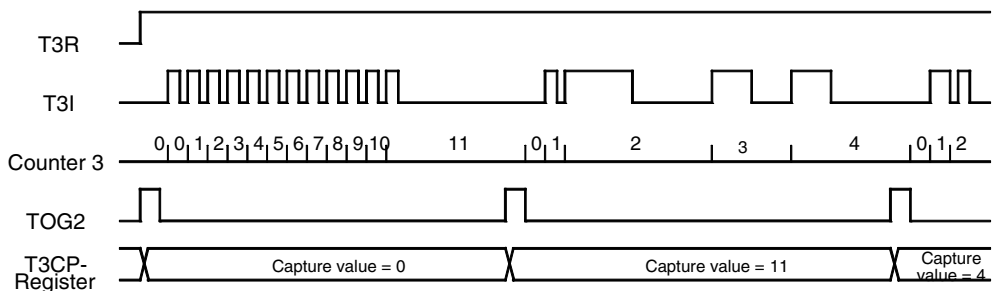 T3R
T3I
0 0 1 2 3 4 5 6 7 8 9 10 11 0 1 2 3 4 0 1 2
Counter 3
TOG2
T3CP-
Register
Capture value = 0
Capture value = 11
Capture
value = 4